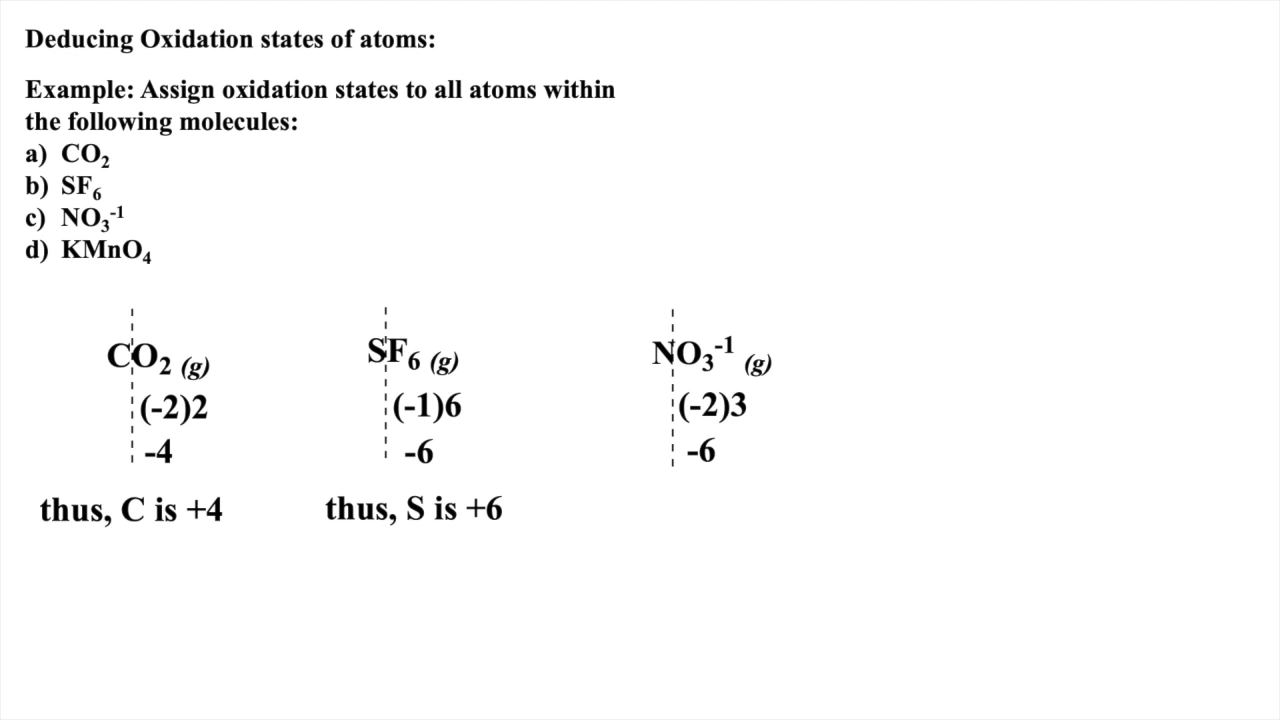 Deducing Oxidation states of atoms:
Example: Assign oxidation states to all atoms within
the following molecules:
a) CO₂
b) SF₆
c) NO₃⁻¹
d) KMnO₄
CO₂ (g)
(-2)2
-4
thus, C is +4
SF₆ (g)
(-1)6
-6
thus, S is +6
NO₃⁻¹ (g)
(-2)3
-6